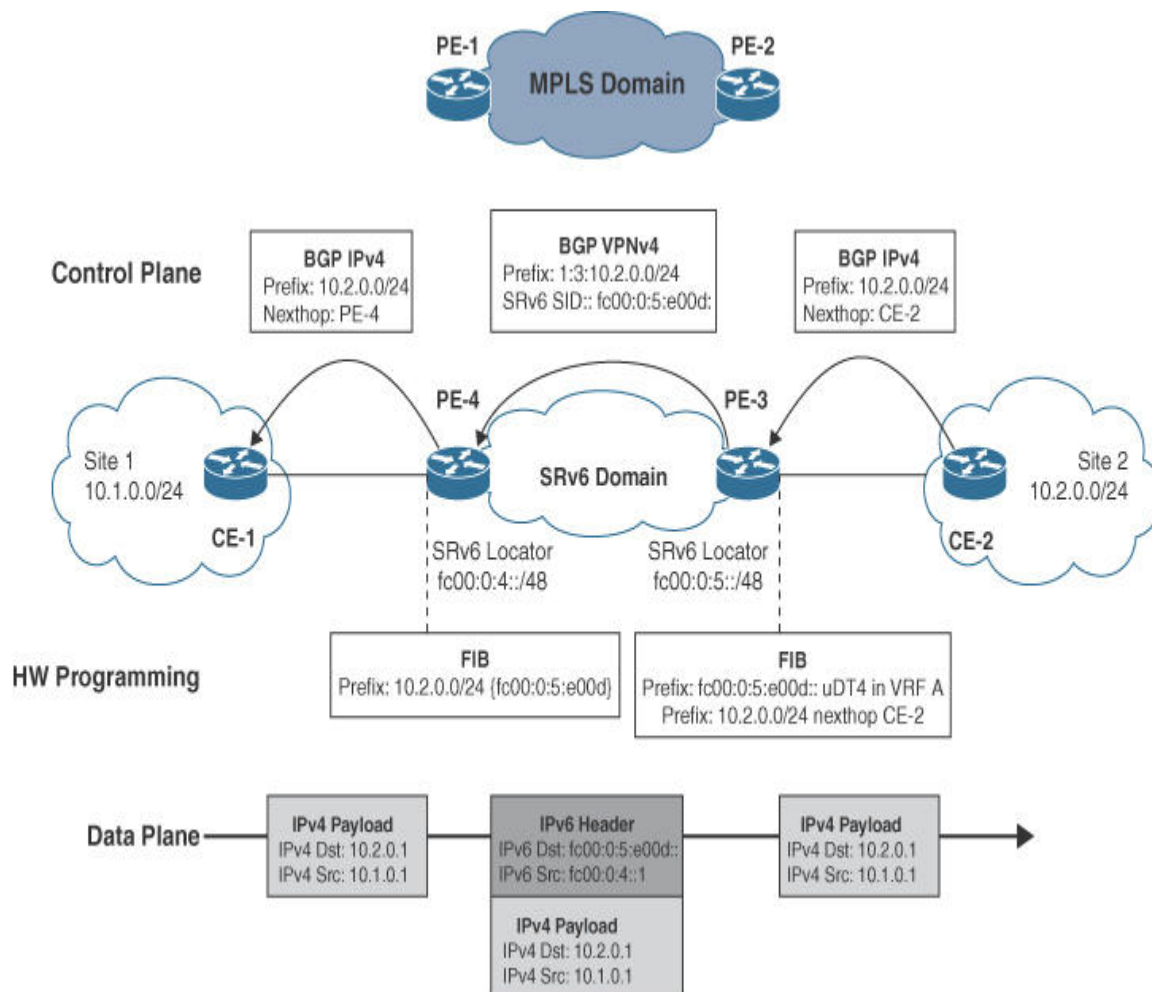 PE-1
PE-2
MPLS Domain
Control Plane
BGP IPv4
Prefix: 10.2.0.0/24
Nexthop: PE-4
BGP VPNv4
Prefix: 1:3:10.2.0.0/24
SRv6 SID:: fc00:0:5:e00d:
BGP IPv4
Prefix: 10.2.0.0/24
Nexthop: CE-2
PE-4
PE-3
Site 1
10.1.0.0/24
CE-1
SRv6 Domain
Site 2
10.2.0.0/24
CE-2
SRv6 Locator
fc00:0:4::/48
SRv6 Locator
fc00:0:5::/48
HW Programming
FIB
Prefix: 10.2.0.0/24 {fc00:0:5:e00d}
FIB
Prefix: fc00:0:5:e00d:: uDT4 in VRF A
Prefix: 10.2.0.0/24 nexthop CE-2
Data Plane
IPv4 Payload
IPv4 Dst: 10.2.0.1
IPv4 Src: 10.1.0.1
IPv6 Header
IPv6 Dst: fc00:0:5:e00d::
IPv6 Src: fc00:0:4::1
IPv4 Payload
IPv4 Dst: 10.2.0.1
IPv4 Src: 10.1.0.1
IPv4 Payload
IPv4 Dst: 10.2.0.1
IPv4 Src: 10.1.0.1